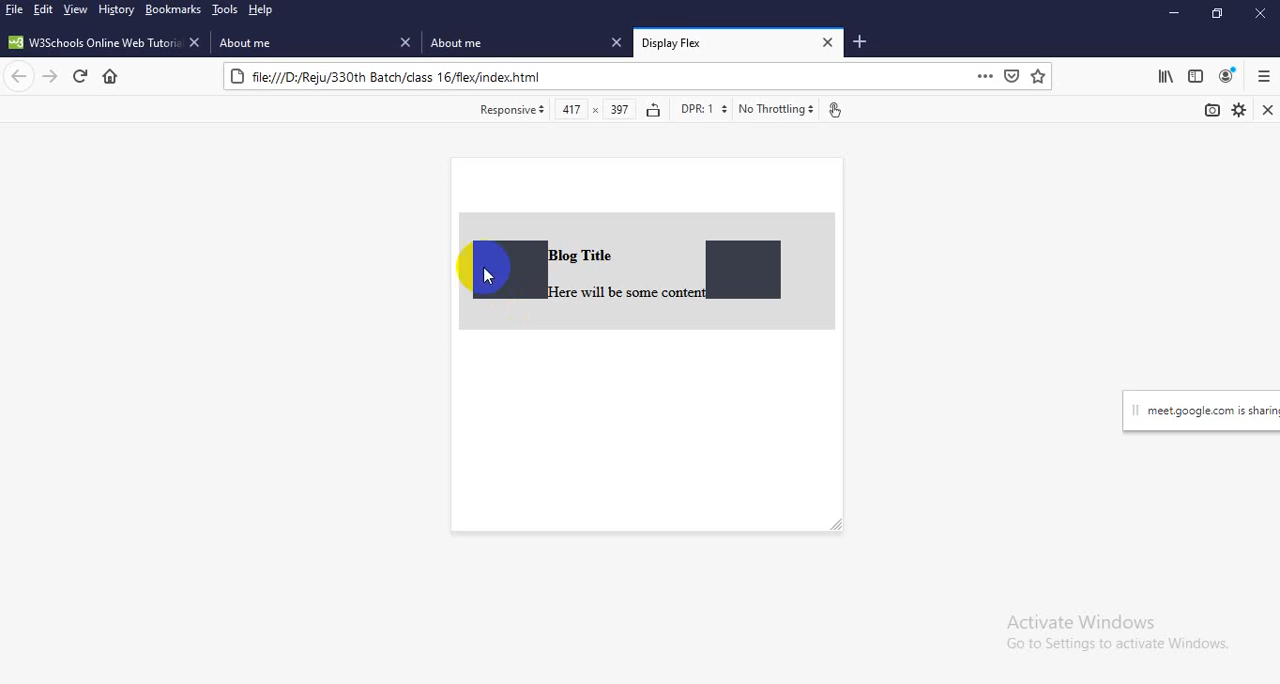 File Edit View History Bookmarks Tools Help
W3Schools Online Web Tutoria
About me
About me
Display Flex
file:///D:/Reju/330th Batch/class 16/flex/index.html
Responsive 417 × 397 DPR: 1 No Throttling
Blog Title
Here will be some content
meet.google.com is sharing
Activate Windows
Go to Settings to activate Windows.